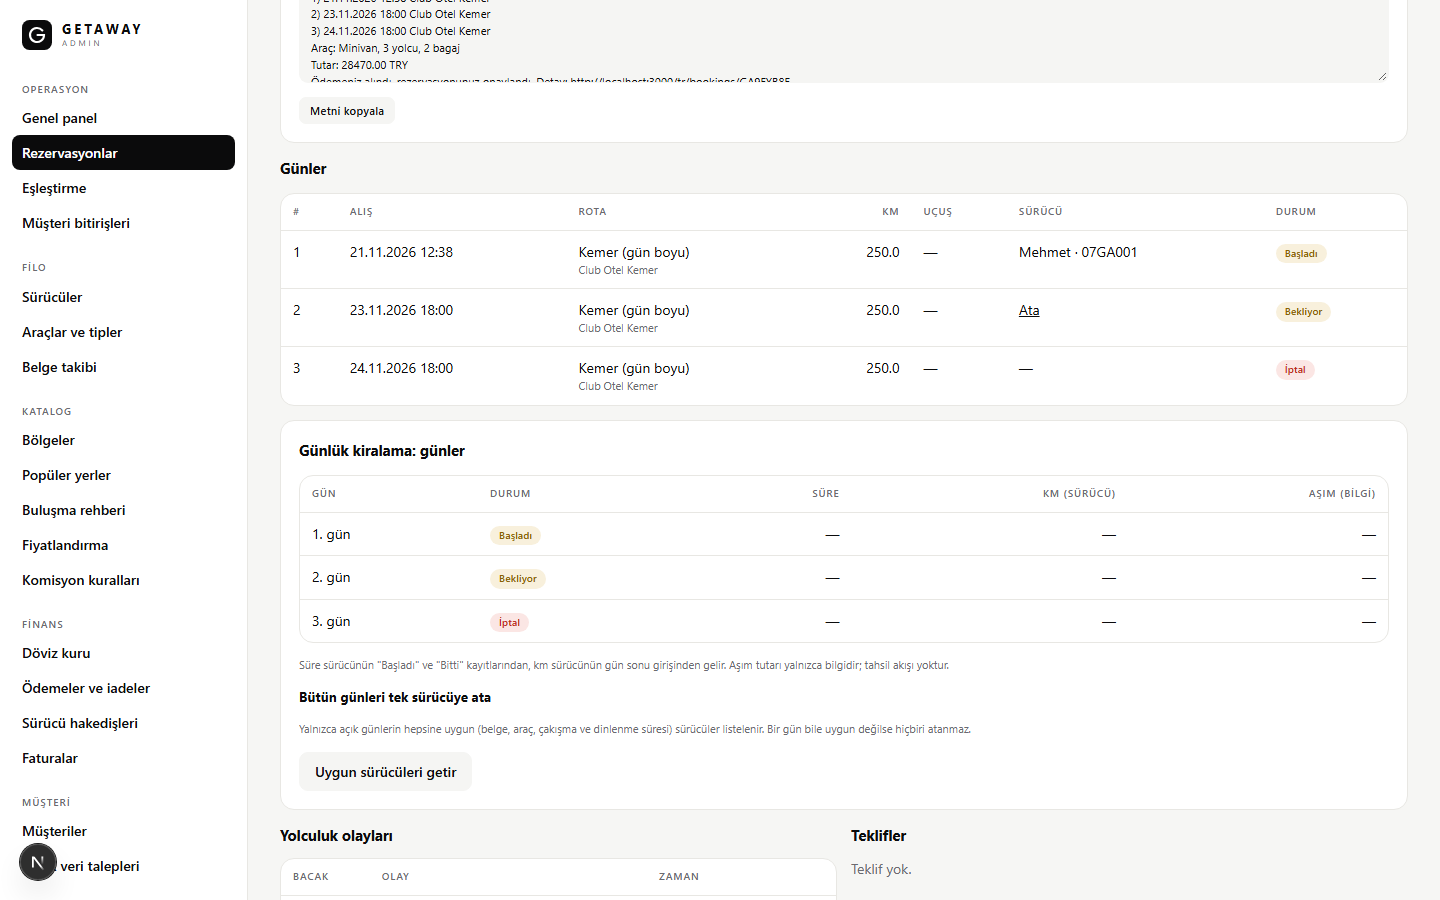 GETAWAY
ADMIN
OPERASYON
Genel panel
Rezervasyonlar
Eşleştirme
Müşteri bitirişleri
FİLO
Sürücüler
Araçlar ve tipler
Belge takibi
KATALOG
Bölgeler
Popüler yerler
Buluşma rehberi
Fiyatlandırma
Komisyon kuralları
FİNANS
Döviz kuru
Ödemeler ve iadeler
Sürücü hakedişleri
Faturalar
MÜŞTERİ
Müşteriler
N
veri talepleri
2) 23.11.2026 18:00 Club Otel Kemer
3) 24.11.2026 18:00 Club Otel Kemer
Araç: Minivan, 3 yolcu, 2 bagaj
Tutar: 28470.00 TRY
Metni kopyala
Günler
# ALIŞ ROTA KM UÇUŞ SÜRÜCÜ DURUM
1 21.11.2026 12:38 Kemer (gün boyu) 250.0 — Mehmet · 07GA001 Başladı
Club Otel Kemer
2 23.11.2026 18:00 Kemer (gün boyu) 250.0 — Ata Bekliyor
Club Otel Kemer
3 24.11.2026 18:00 Kemer (gün boyu) 250.0 — — İptal
Club Otel Kemer
Günlük kiralama: günler
GÜN DURUM SÜRE KM (SÜRÜCÜ) AŞIM (BİLGİ)
1. gün Başladı — — —
2. gün Bekliyor — — —
3. gün İptal — — —
Süre sürücünün "Başladı" ve "Bitti" kayıtlarından, km sürücünün gün sonu girişinden gelir. Aşım tutarı yalnızca bilgidir; tahsil akışı yoktur.
Bütün günleri tek sürücüye ata
Yalnızca açık günlerin hepsine uygun (belge, araç, çakışma ve dinlenme süresi) sürücüler listelenir. Bir gün bile uygun değilse hiçbiri atanmaz.
Uygun sürücüleri getir
Yolculuk olayları
BACAK OLAY ZAMAN
Teklifler
Teklif yok.